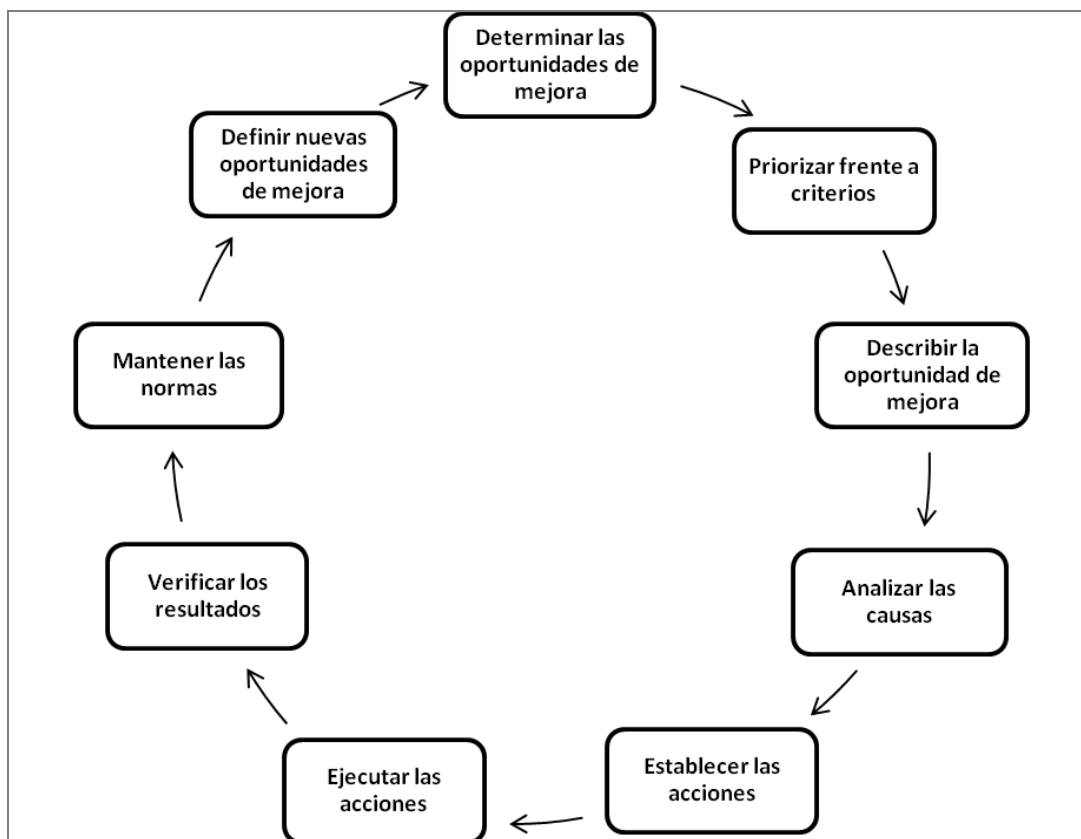 Determinar las
oportunidades de
mejora
Priorizar frente a
criterios
Describir la
oportunidad de
mejora
Analizar las
causas
Establecer las
acciones
Ejecutar las
acciones
Verificar los
resultados
Mantener las
normas
Definir nuevas
oportunidades
de mejora